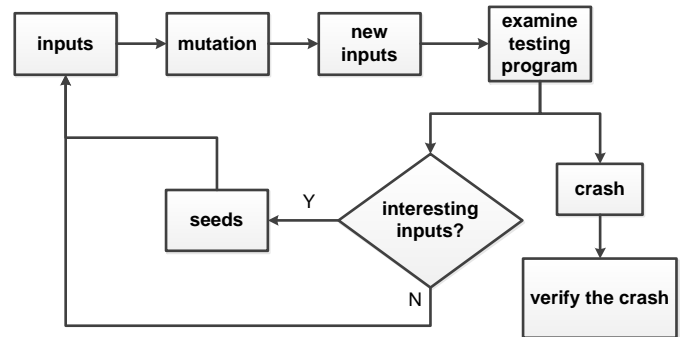 inputs
mutation
new
inputs
examine
testing
program
seeds
Y
interesting
inputs?
N
crash
verify the crash